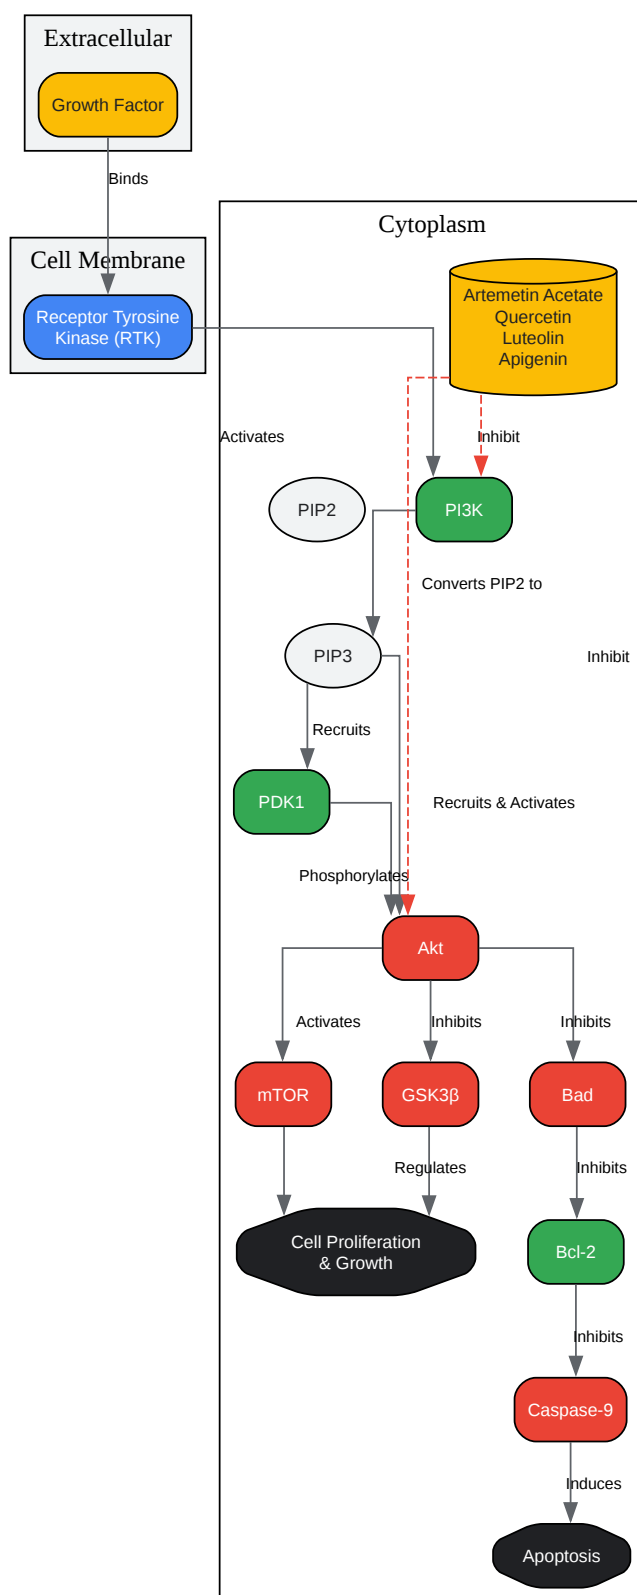 Extracellular
Growth Factor
Binds
Cytoplasm
Cell Membrane
Receptor Tyrosine
Kinase (RTK)
Artemetin Acetate
Quercetin
Luteolin
Apigenin
Activates
Inhibit
PIP2
PI3K
Converts PIP2 to
PIP3
Inhibit
Recruits
PDK1
Recruits & Activates
Phosphorylates
Akt
Activates
Inhibits
Inhibits
mTOR
GSK3β
Bad
Regulates
Inhibits
Cell Proliferation
& Growth
Bcl-2
Inhibits
Caspase-9
Induces
Apoptosis